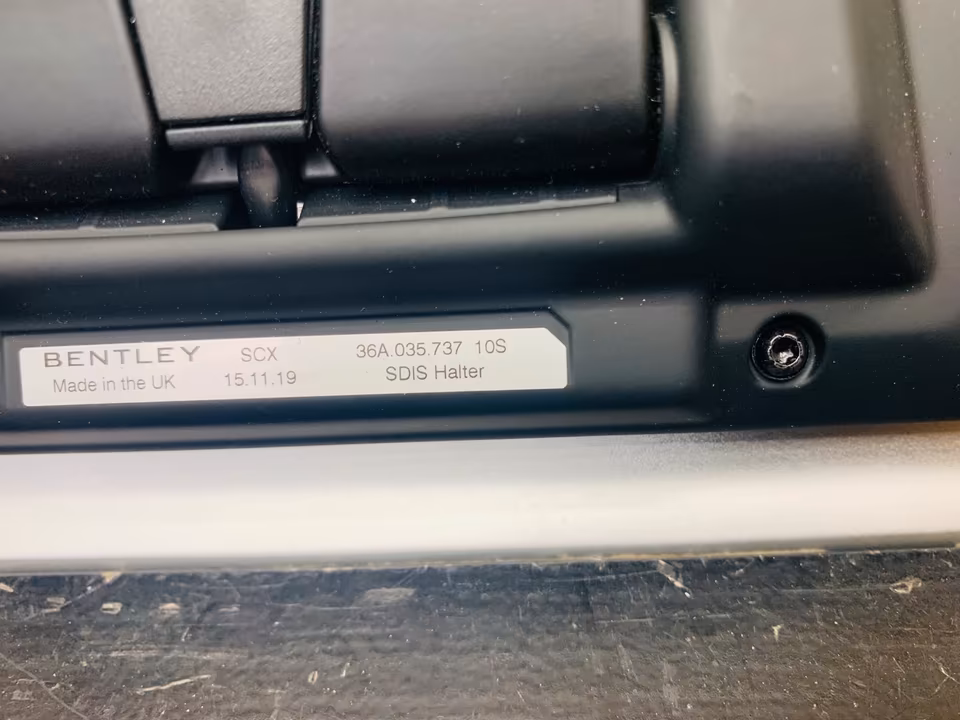 BENTLEY SCX 36A.035.737 10S
Made in the UK 15.11.19 SDIS Halter